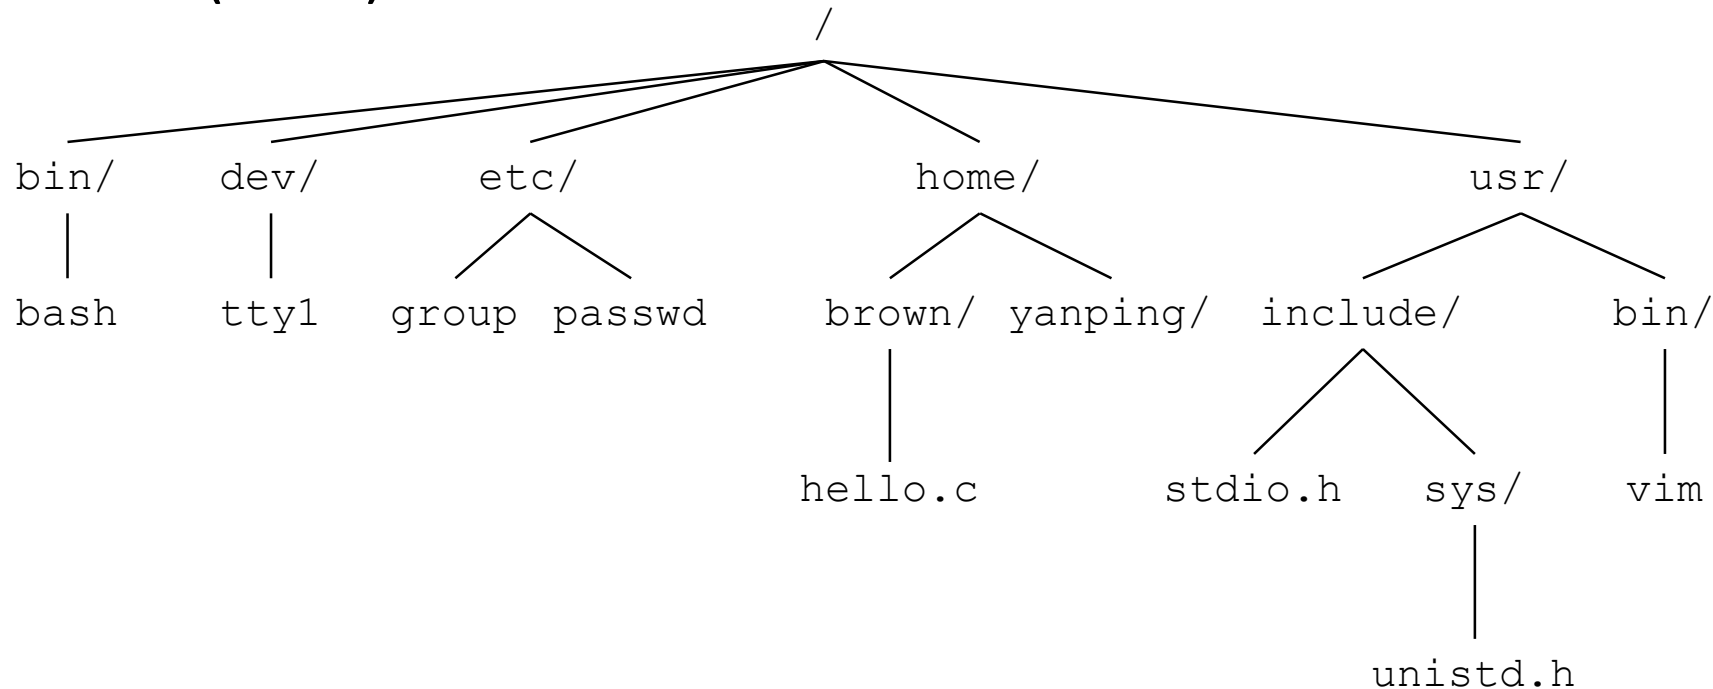 /
bin/ dev/ etc/ home/ usr/
bash tty1 group passwd brown/ yanping/ include/ bin/
hello.c stdio.h sys/ vim
unistd.h